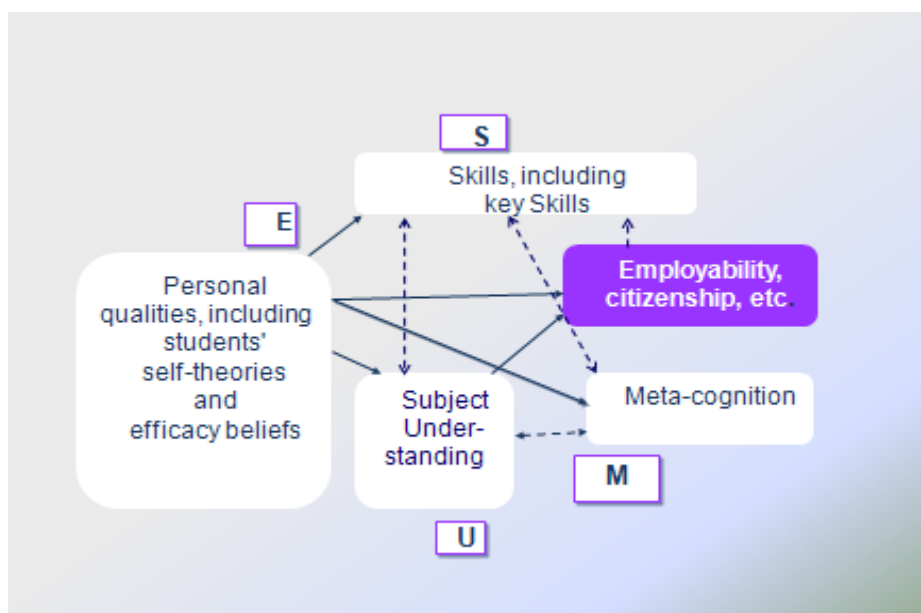 S
Skills, including
key Skills
E
Personal
qualities, including
students'
self-theories
and
efficacy beliefs
Employability,
citizenship, etc.
Subject
Under-
standing
Meta-cognition
M
U